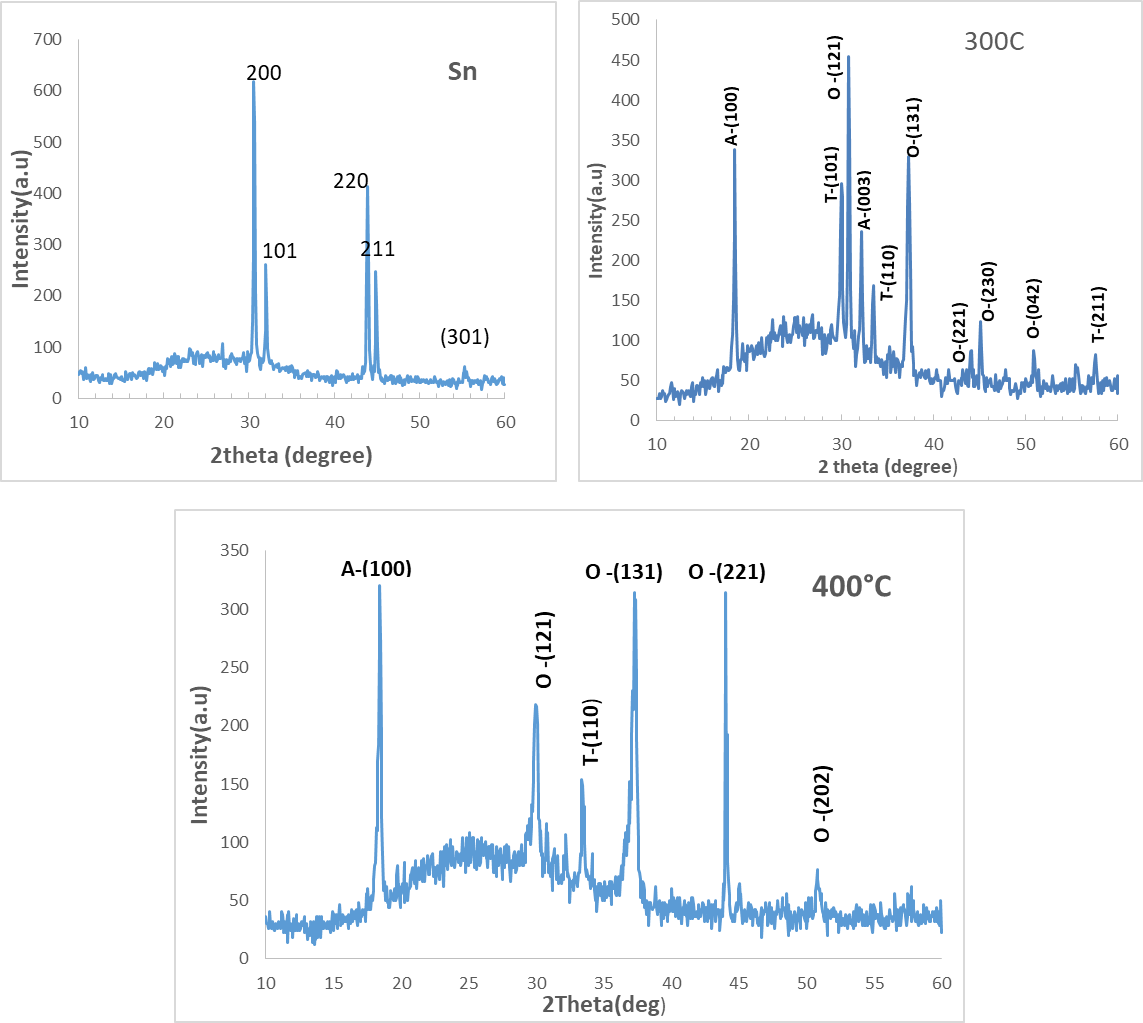 Sn
700
600
500
400
300
200
100
0
200
101
220
211
(301)
Intensity(a.u)
10 20 30 40 50 60
2theta (degree)
300C
500
450
400
350
300
250
200
150
100
50
0
A-(100)
T-(101)
O -(121)
A-(003)
T-(110)
O-(131)
O-(221)
O-(230)
O-(042)
T-(211)
Intensity(a.u)
10 20 30 40 50 60
2 theta (degree)
400°C
350
300
250
200
150
100
50
0
A-(100)
O -(121)
T-(110)
O -(131)
O -(221)
O -(202)
Intensity(a.u)
10 15 20 25 30 35 40 45 50 55 60
2Theta(deg)